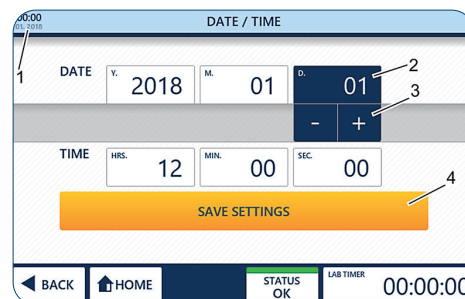 00:00
01, 2018
DATE / TIME
1
DATE
Y. 2018
M. 01
D. 01
2
- +
3
TIME
HRS. 12
MIN. 00
SEC. 00
SAVE SETTINGS
4
BACK
HOME
STATUS OK
LAB TIMER
00:00:00